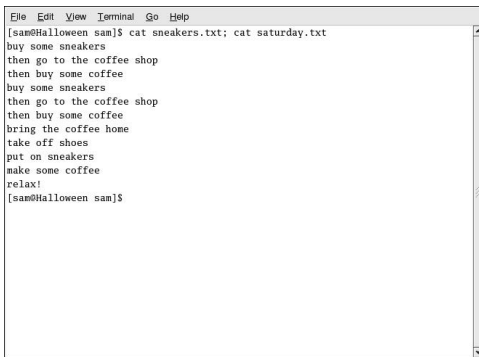 File Edit View Terminal Go Help
[sam@Halloween sam]$ cat sneakers.txt; cat saturday.txt
buy some sneakers
then go to the coffee shop
then buy some coffee
buy some sneakers
then go to the coffee shop
then buy some coffee
bring the coffee home
take off shoes
put on sneakers
make some coffee
relax!
[sam@Halloween sam]$